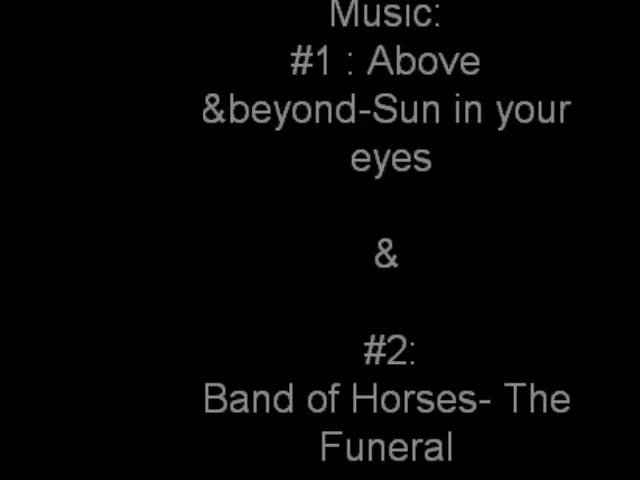 Music:
#1 : Above
&beyond-Sun in your
eyes
&
#2:
Band of Horses- The
Funeral